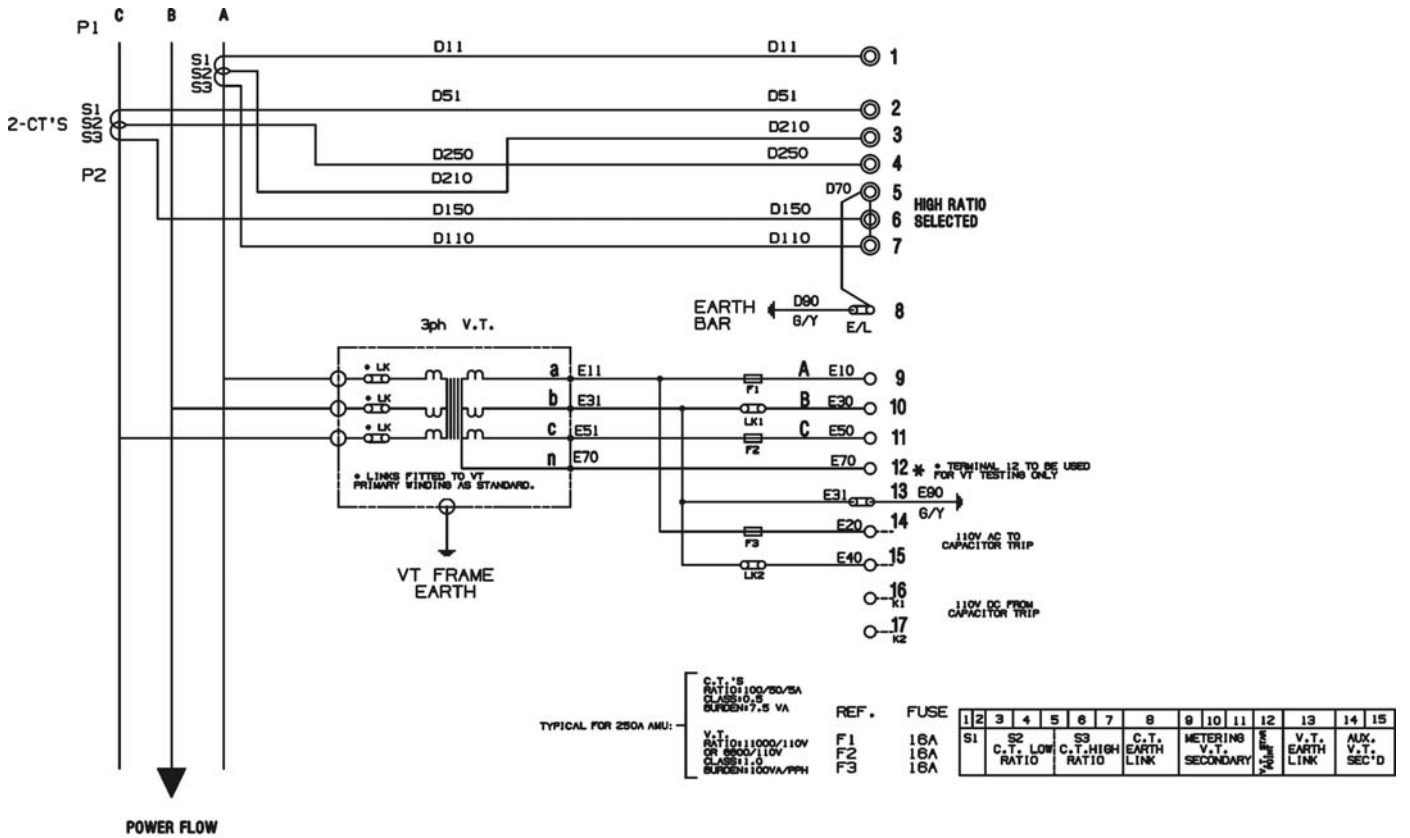 C B A
P1
S1
S2
S3
D11 D11 1
2-CT'S
S1
S2
S3
D51 D51 2
D210 3
D250 D250 4
D210
P2
D70 5
HIGH RATIO
SELECTED
D150 D150 6
D110 D110 7
EARTH
BAR
D90
G/Y
E/L
8
3ph V.T.
* LK
a E11 F1 A E10 9
* LK
b E31 LK1 B E30 10
* LK
c E51 F2 C E50 11
n E70 E70 12 *
* TERMINAL 12 TO BE USED
FOR VT TESTING ONLY
* LINKS FITTED TO VT
PRIMARY WINDING AS STANDARD.
E31 13 E90
G/Y
F3 E20 14
110V AC TO
CAPACITOR TRIP
LK2 E40 15
VT FRAME
EARTH
16
K1
110V DC FROM
CAPACITOR TRIP
17
K2
TYPICAL FOR 250A AMU:
C.T.'S
RATIO:100/50/5A
CLASS:0.5
BURDEN:7.5 VA
V.T.
RATIO:11000/110V
OR 6600/110V
CLASS:1.0
BURDEN:100VA/PPH
REF. FUSE
F1 16A
F2 16A
F3 16A
1 2 3 4 5 6 7 8 9 10 11 12 13 14 15
S1
S2
C.T. LOW
RATIO
S3
C.T.HIGH
RATIO
C.T.
EARTH
LINK
METERING
V.T.
SECONDARY
V.T. STAR
POINT
V.T.
EARTH
LINK
AUX.
V.T.
SEC'D
POWER FLOW